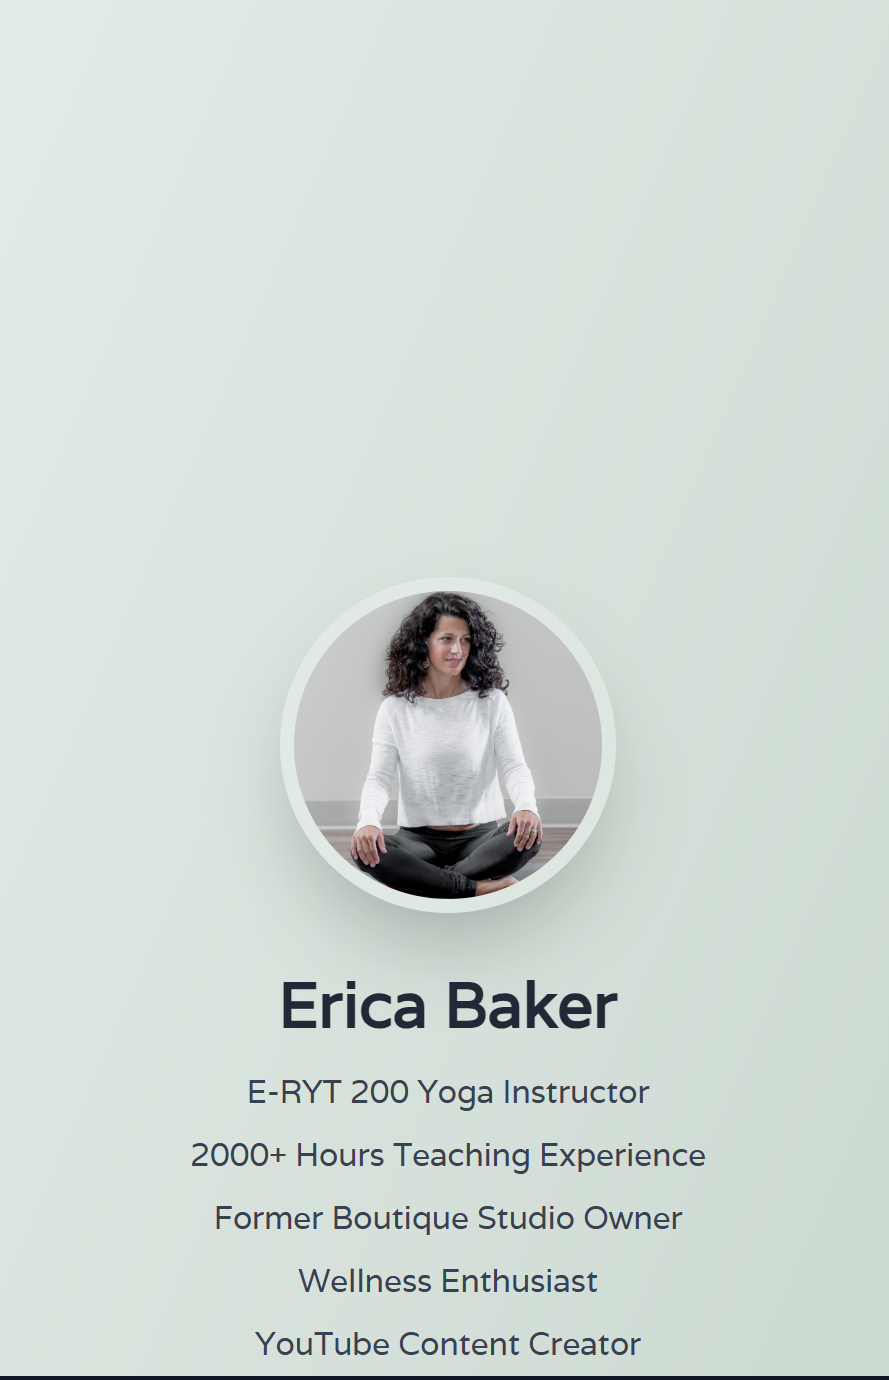 Erica Baker
E-RYT 200 Yoga Instructor
2000+ Hours Teaching Experience
Former Boutique Studio Owner
Wellness Enthusiast
YouTube Content Creator